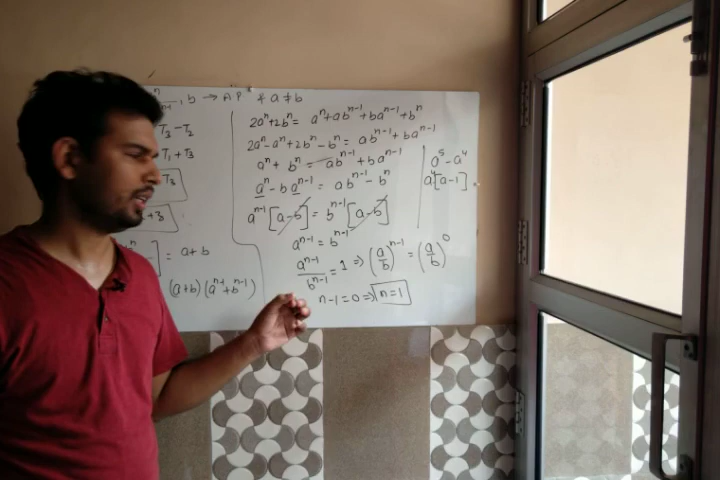 n
n-1, b → A P & a ≠ b
T₃ - T₂
T₁ + T₃
] = a+b
(a+b)(aⁿ⁻¹+bⁿ⁻¹)
2aⁿ+2bⁿ = aⁿ+abⁿ⁻¹+baⁿ⁻¹+bⁿ
2aⁿ-aⁿ+2bⁿ-bⁿ = abⁿ⁻¹+baⁿ⁻¹
aⁿ+bⁿ = abⁿ⁻¹+baⁿ⁻¹
aⁿ-baⁿ⁻¹ = abⁿ⁻¹-bⁿ
aⁿ⁻¹[a-b] = bⁿ⁻¹[a-b]
aⁿ⁻¹ = bⁿ⁻¹
aⁿ⁻¹/bⁿ⁻¹ = 1 ⇒ (a/b)ⁿ⁻¹ = (a/b)⁰
n-1=0 ⇒ n=1
a⁵-a⁴
a⁴[a-1]